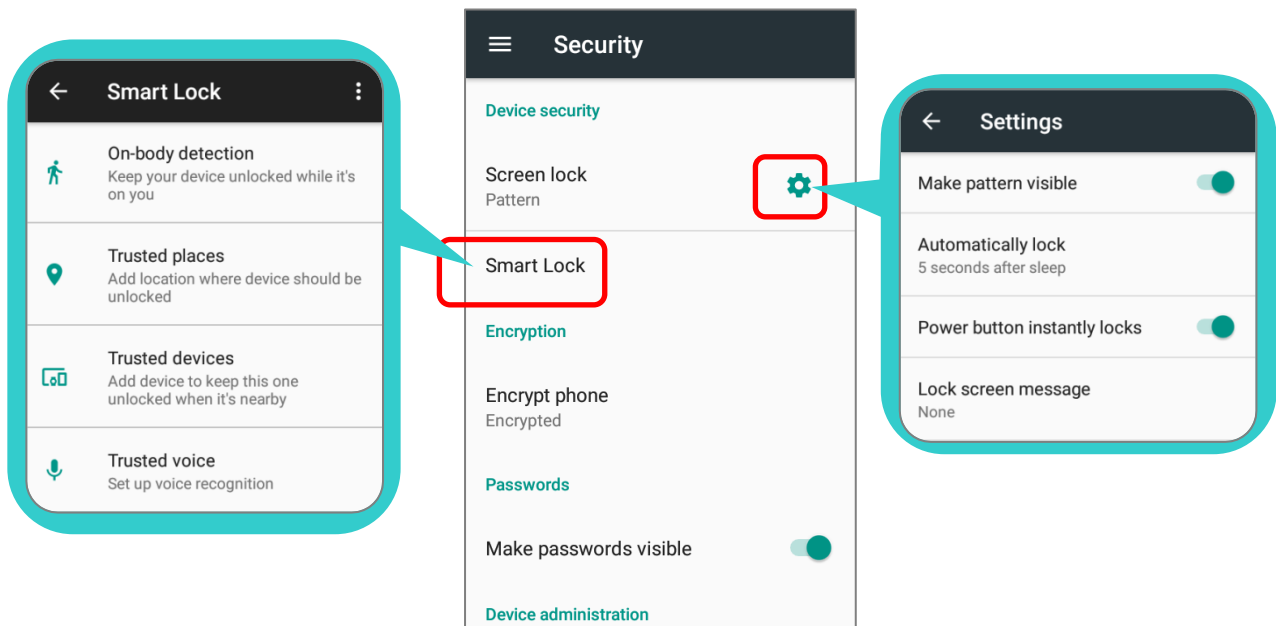 Smart Lock
On-body detection
Keep your device unlocked while it's
on you
Trusted places
Add location where device should be
unlocked
Trusted devices
Add device to keep this one
unlocked when it's nearby
Trusted voice
Set up voice recognition
Security
Device security
Screen lock
Pattern
Smart Lock
Encryption
Encrypt phone
Encrypted
Passwords
Make passwords visible
Device administration
Settings
Make pattern visible
Automatically lock
5 seconds after sleep
Power button instantly locks
Lock screen message
None